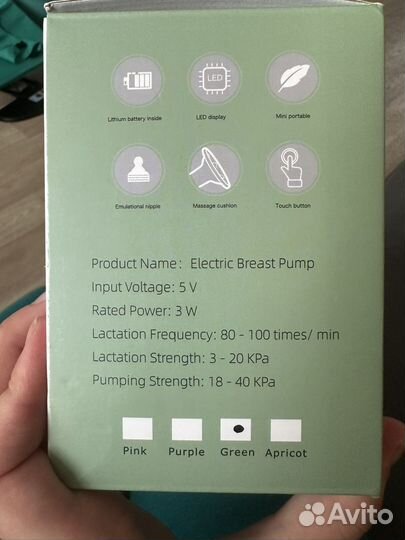 LED
Lithium battery inside
LED display
Mini portable
Emulational nipple
Massage cushion
Touch button
Product Name: Electric Breast Pump
Input Voltage: 5 V
Rated Power: 3 W
Lactation Frequency: 80 - 100 times/ min
Lactation Strength: 3 - 20 KPa
Pumping Strength: 18 - 40 KPa
Pink
Purple
Green
Apricot
Avito